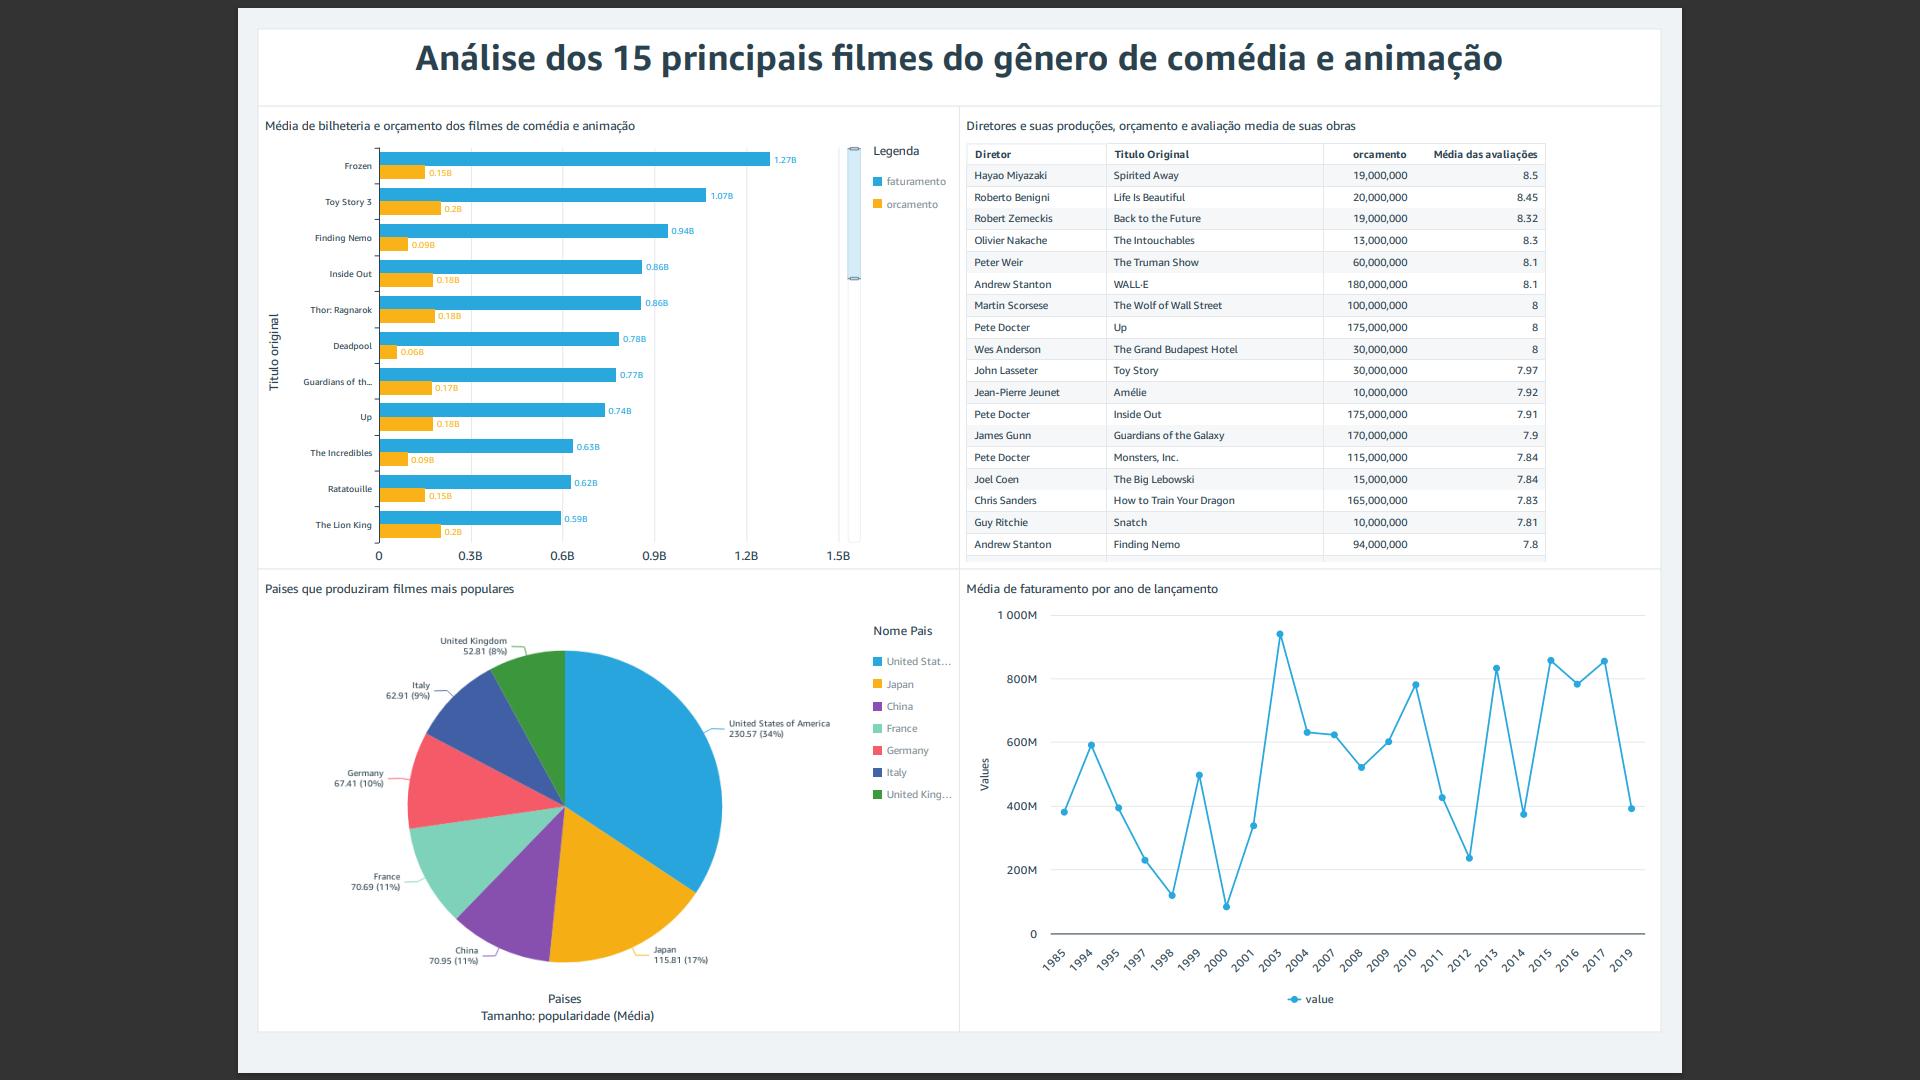 Análise dos 15 principais filmes do gênero de comédia e animação
Média de bilheteria e orçamento dos filmes de comédia e animação
Titulo original
Frozen 1.27B 0.15B
Toy Story 3 1.07B 0.2B
Finding Nemo 0.94B 0.09B
Inside Out 0.86B 0.18B
Thor: Ragnarok 0.86B 0.18B
Deadpool 0.78B 0.06B
Guardians of th... 0.77B 0.17B
Up 0.74B 0.18B
The Incredibles 0.63B 0.09B
Ratatouille 0.62B 0.15B
The Lion King 0.59B 0.2B
0 0.3B 0.6B 0.9B 1.2B 1.5B
Legenda
faturamento
orcamento
Diretores e suas produções, orçamento e avaliação media de suas obras
Diretor Titulo Original orcamento Média das avaliações
Hayao Miyazaki Spirited Away 19,000,000 8.5
Roberto Benigni Life Is Beautiful 20,000,000 8.45
Robert Zemeckis Back to the Future 19,000,000 8.32
Olivier Nakache The Intouchables 13,000,000 8.3
Peter Weir The Truman Show 60,000,000 8.1
Andrew Stanton WALL·E 180,000,000 8.1
Martin Scorsese The Wolf of Wall Street 100,000,000 8
Pete Docter Up 175,000,000 8
Wes Anderson The Grand Budapest Hotel 30,000,000 8
John Lasseter Toy Story 30,000,000 7.97
Jean-Pierre Jeunet Amélie 10,000,000 7.92
Pete Docter Inside Out 175,000,000 7.91
James Gunn Guardians of the Galaxy 170,000,000 7.9
Pete Docter Monsters, Inc. 115,000,000 7.84
Joel Coen The Big Lebowski 15,000,000 7.84
Chris Sanders How to Train Your Dragon 165,000,000 7.83
Guy Ritchie Snatch 10,000,000 7.81
Andrew Stanton Finding Nemo 94,000,000 7.8
Paises que produziram filmes mais populares
United Kingdom
52.81 (8%)
Italy
62.91 (9%)
United States of America
230.57 (34%)
Germany
67.41 (10%)
France
70.69 (11%)
China
70.95 (11%)
Japan
115.81 (17%)
Paises
Tamanho: popularidade (Média)
Nome Pais
United Stat...
Japan
China
France
Germany
Italy
United King...
Média de faturamento por ano de lançamento
Values
1 000M
800M
600M
400M
200M
0
1985 1994 1995 1997 1998 1999 2000 2001 2003 2004 2007 2008 2009 2010 2011 2012 2013 2014 2015 2016 2017 2019
value